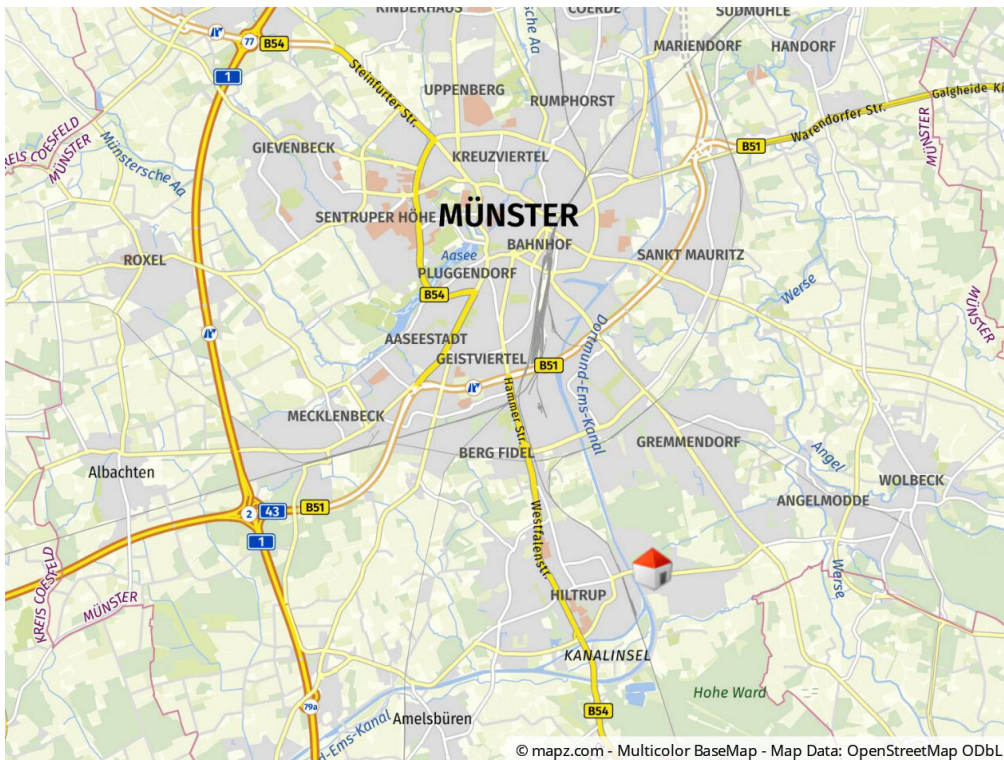 KINDERHAUS
COERDE
SUDMÜHLE
77
B54
Steinfurter Str.
sche Aa
MARIENDORF
HANDORF
1
UPPENBERG
RUMPHORST
Galgheide
Warendorfer Str.
KREIS COESFELD
MÜNSTER
Münstersche Aa
GIEVENBECK
KREUZVIERTEL
B51
MÜNSTER
SENTRUPER HÖHE
MÜNSTER
BAHNHOF
ROXEL
Aasee
SANKT MAURITZ
PLUGGENDORF
B54
Werse
MÜNSTER
AASEESTADT
GEISTVIERTEL
B51
Dortmund-Ems-Kanal
Hammer Str.
MECKLENBECK
BERG FIDEL
GREMMENDORF
Angel
Albachten
WOLBECK
ANGELMODDE
2
43
B51
1
Westfalenstr.
KREIS COESFELD
MÜNSTER
HILTRUP
Werse
KANALINSEL
Hohe Ward
79a
B54
-Ems-Kanal
Amelsbüren
© mapz.com - Multicolor BaseMap - Map Data: OpenStreetMap ODbL